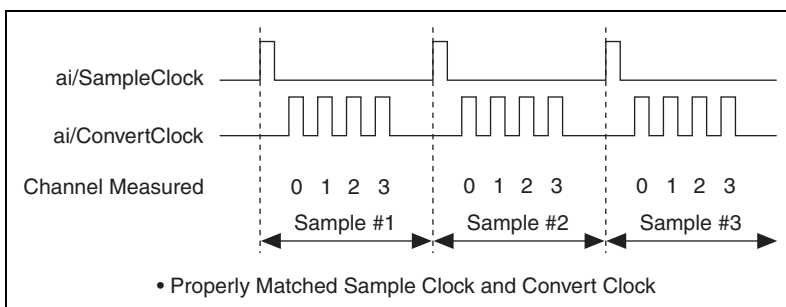 ai/SampleClock
ai/ConvertClock
Channel Measured 0 1 2 3 0 1 2 3 0 1 2 3
Sample #1 Sample #2 Sample #3
• Properly Matched Sample Clock and Convert Clock